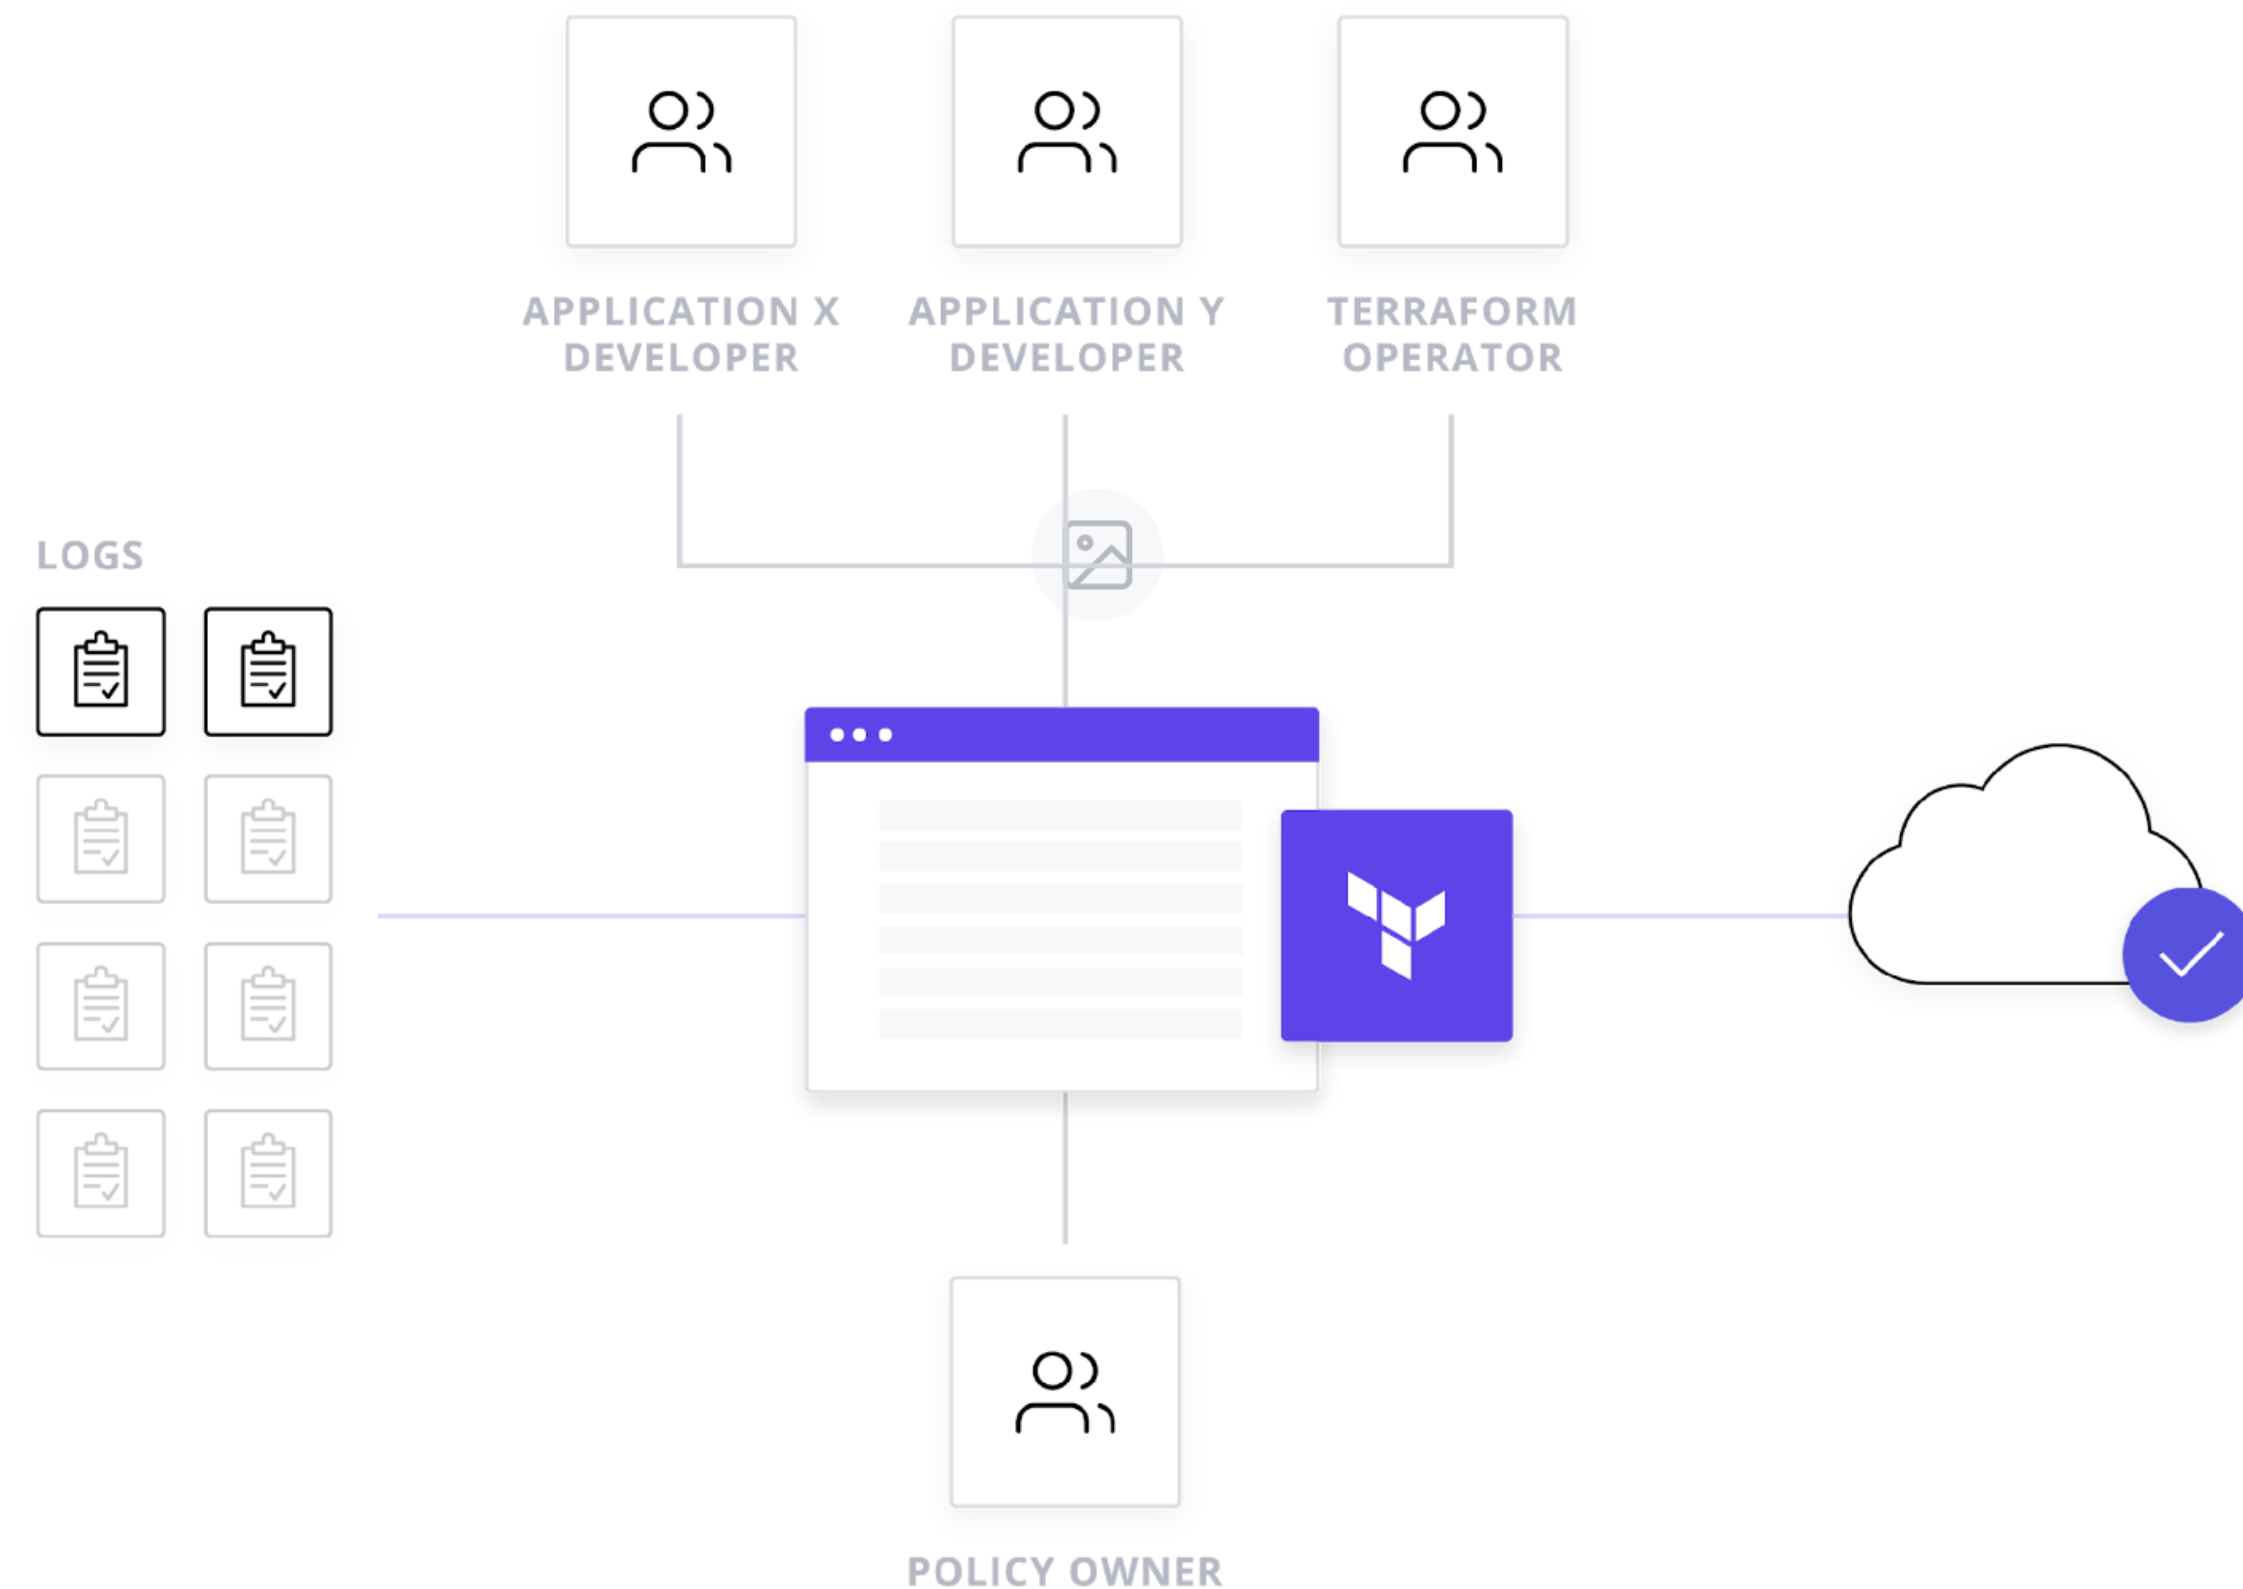 APPLICATION X
DEVELOPER
APPLICATION Y
DEVELOPER
TERRAFORM
OPERATOR
LOGS
POLICY OWNER